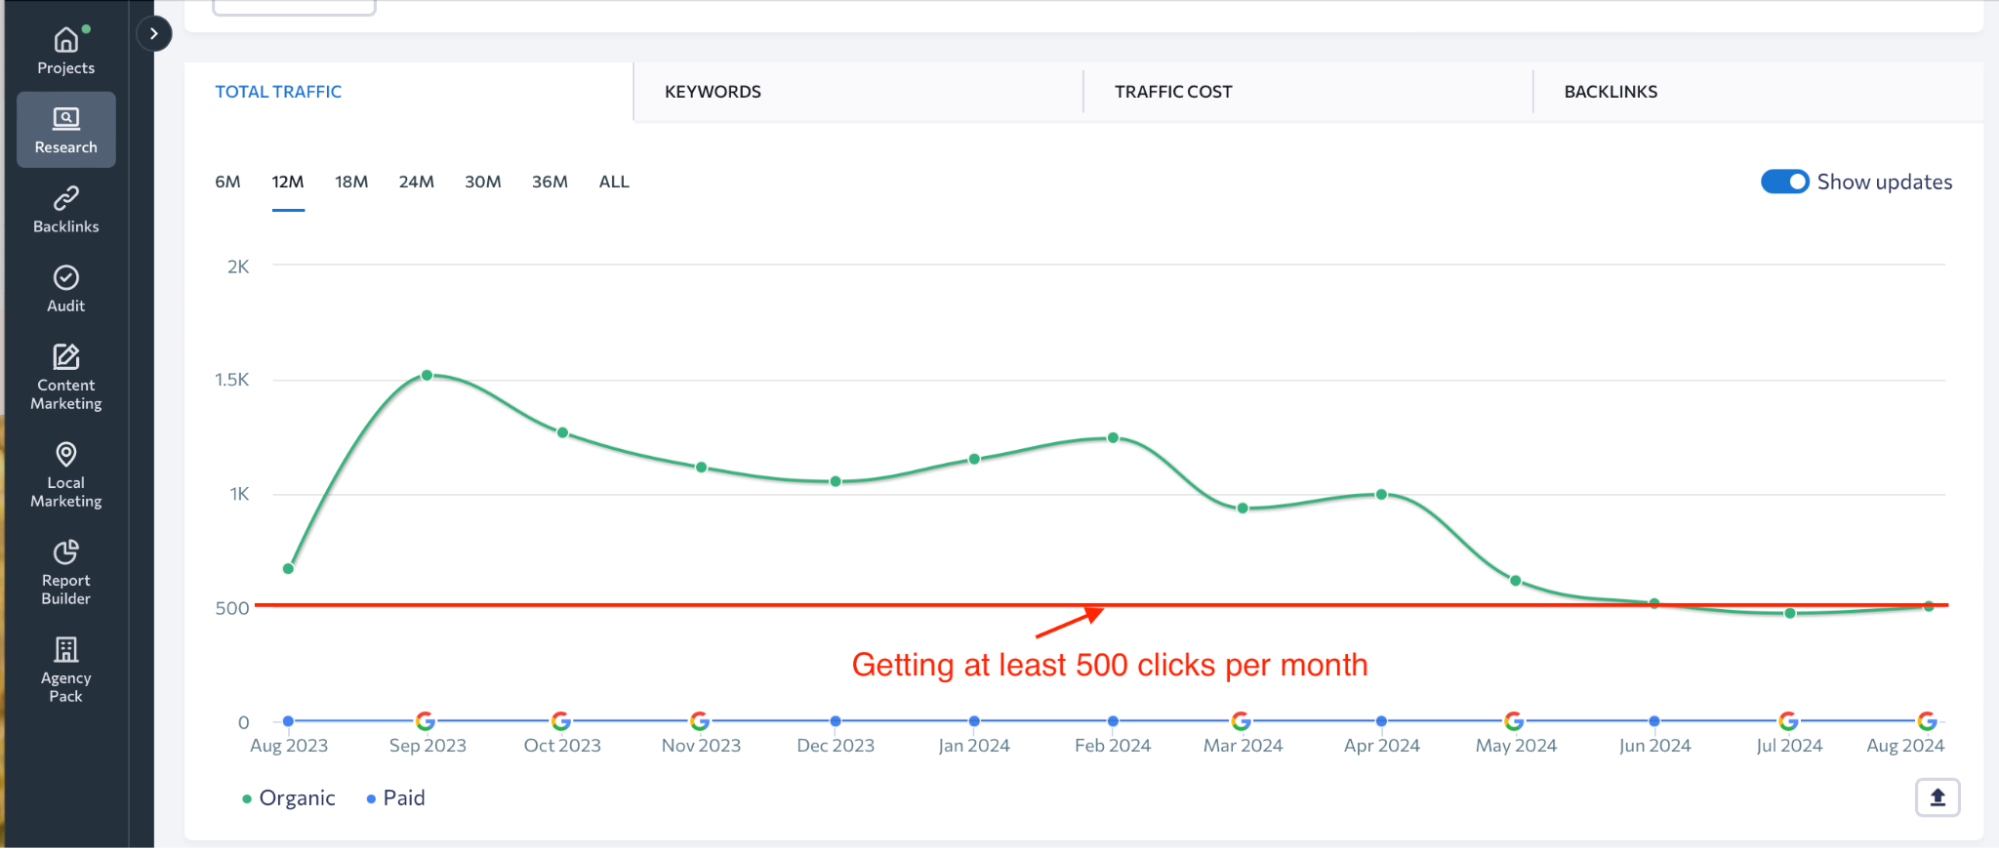 Projects
Research
Backlinks
Audit
Content
Marketing
Local
Marketing
Report
Builder
Agency
Pack
TOTAL TRAFFIC
KEYWORDS
TRAFFIC COST
BACKLINKS
6M 12M 18M 24M 30M 36M ALL
Show updates
2K
1.5K
1K
500
Getting at least 500 clicks per month
0
Aug 2023 Sep 2023 Oct 2023 Nov 2023 Dec 2023 Jan 2024 Feb 2024 Mar 2024 Apr 2024 May 2024 Jun 2024 Jul 2024 Aug 2024
Organic Paid